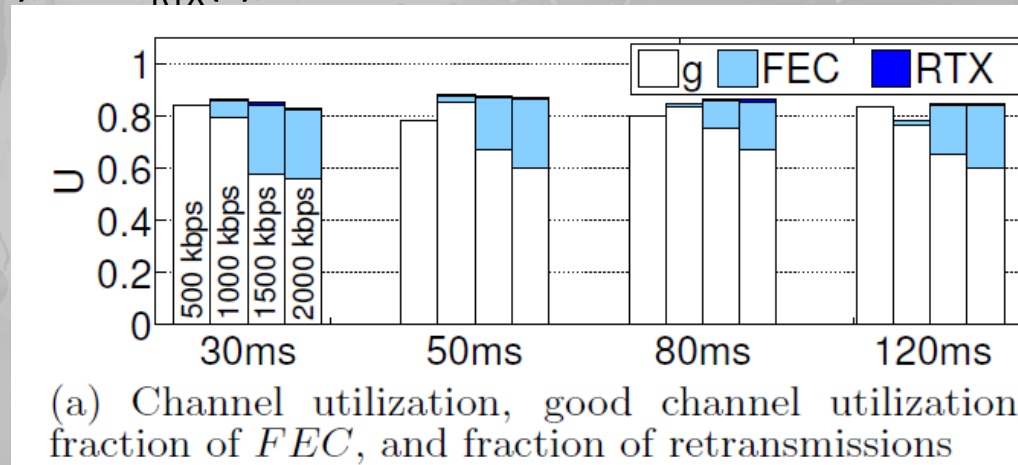 1
g FEC RTX
0.8
0.6
U
0.4
0.2
0
500 kbps
1000 kbps
1500 kbps
2000 kbps
30ms 50ms 80ms 120ms
(a) Channel utilization, good channel utilization
fraction of FEC, and fraction of retransmissions